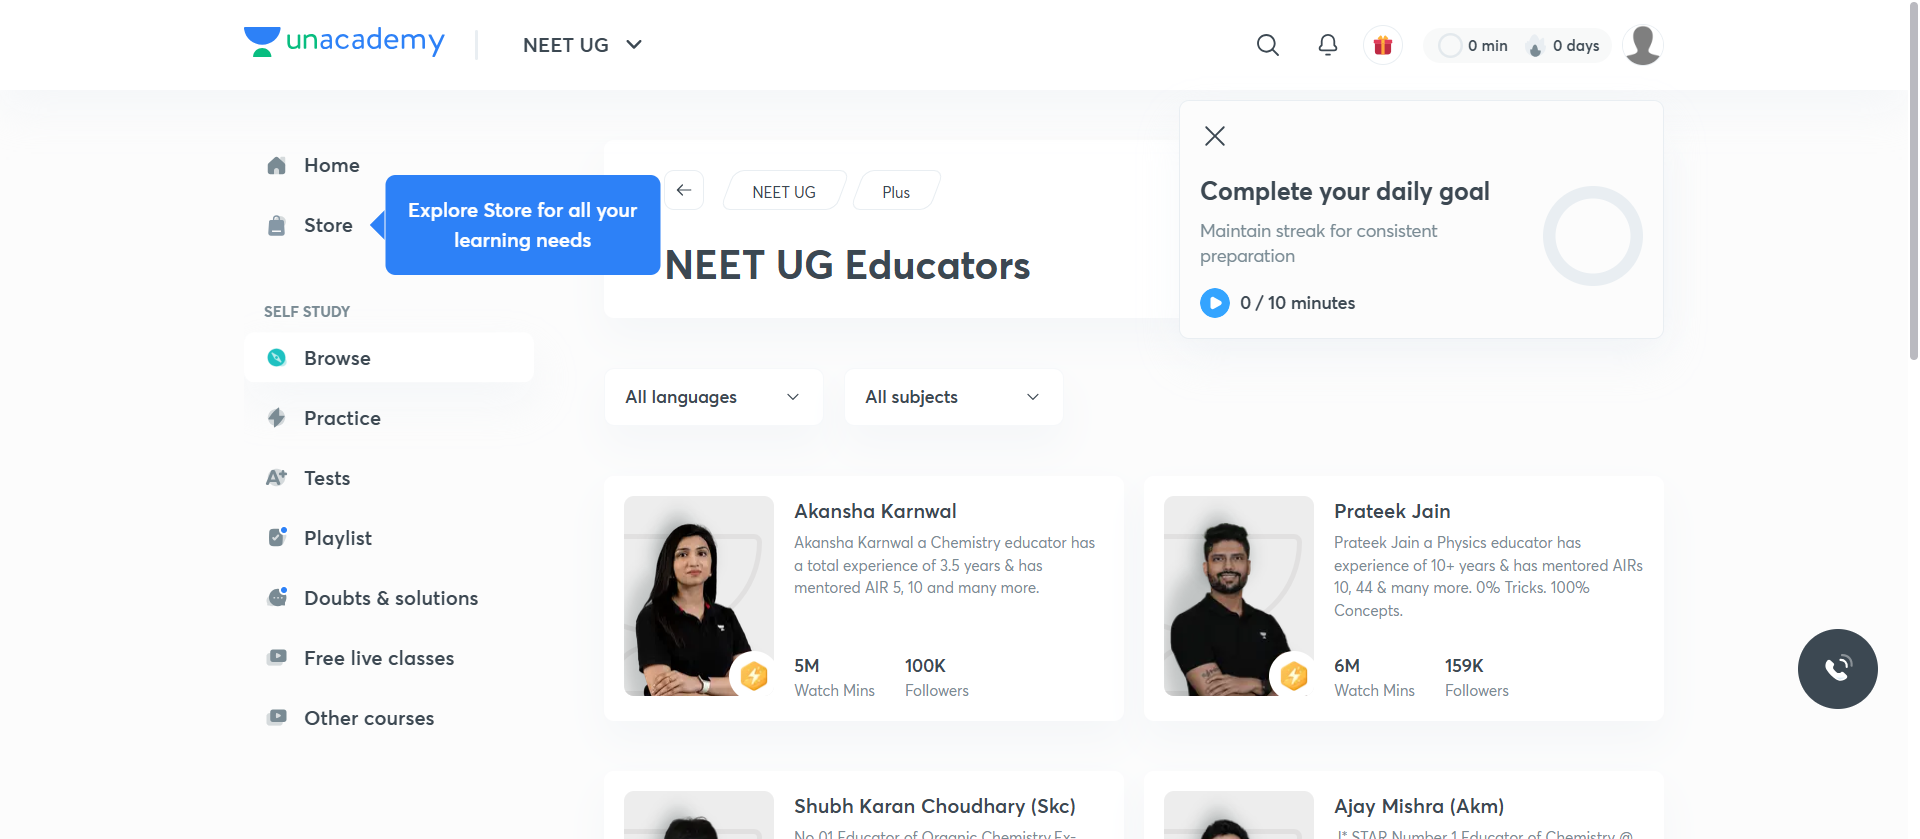 unacademy
NEET UG
0 min
0 days
Home
Store
Explore Store for all your
learning needs
SELF STUDY
Browse
Practice
A+ Tests
Playlist
Doubts & solutions
Free live classes
Other courses
NEET UG
Plus
NEET UG Educators
Complete your daily goal
Maintain streak for consistent
preparation
0 / 10 minutes
All languages
All subjects
Akansha Karnwal
Akansha Karnwal a Chemistry educator has
a total experience of 3.5 years & has
mentored AIR 5, 10 and many more.
5M
Watch Mins
100K
Followers
Prateek Jain
Prateek Jain a Physics educator has
experience of 10+ years & has mentored AIRs
10, 44 & many more. 0% Tricks. 100%
Concepts.
6M
Watch Mins
159K
Followers
Shubh Karan Choudhary (Skc)
No 01 Educator of Organic Chemistry,Ex-
Ajay Mishra (Akm)
STAR Number 1 Educator of Chemistry @